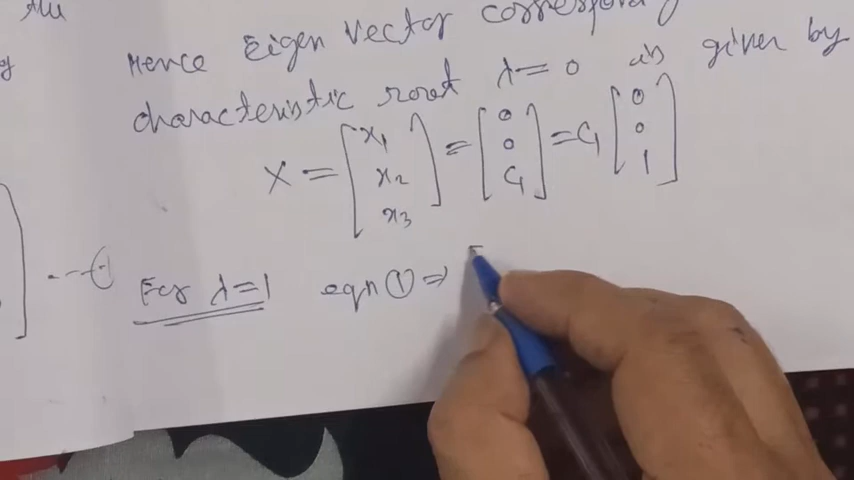 Hence Eigen vector correspond
characteristic root λ = 0 is given by
X = [x₁ x₂ x₃] = [0 0 C₁] = C₁ [0 0 1]
For λ=1 eqn ① ⇒